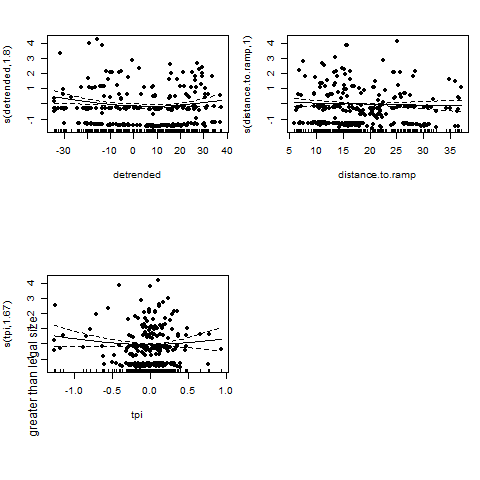 s(detrended,1.8)
-1 1 2 3 4
-30 -20 -10 0 10 20 30 40
detrended
s(distance.to.ramp,1)
-1 1 2 3 4
5 10 15 20 25 30 35
distance.to.ramp
s(tpi,1.67)
greater than legal size
1 2 3 4
-1.0 -0.5 0.0 0.5 1.0
tpi